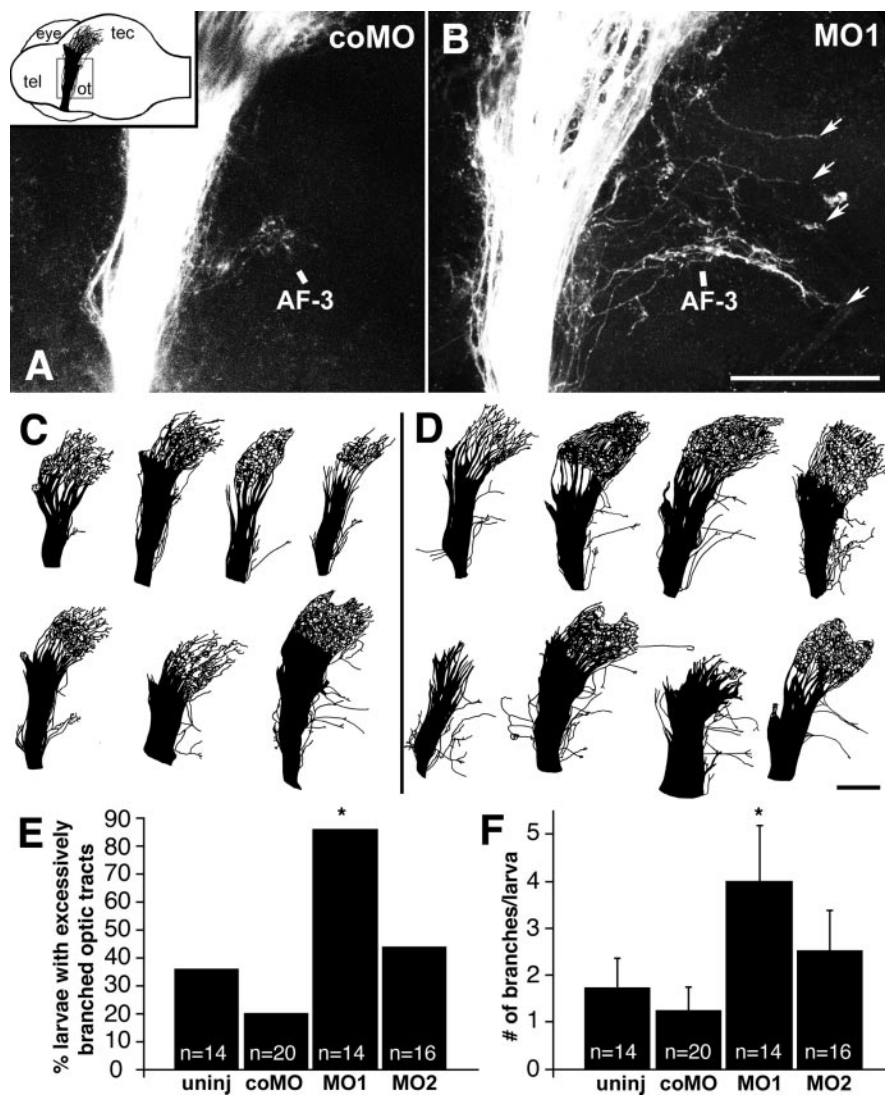 eye
tec
tel
ot
coMO
AF-3
A
B
MO1
AF-3
C
D
E
% larvae with excessively
branched optic tracts
90
80
70
60
50
40
30
20
10
0
*
n=14
n=20
n=14
n=16
uninj
coMO
MO1
MO2
F
# of branches/larva
5
4
3
2
1
0
*
n=14
n=20
n=14
n=16
uninj
coMO
MO1
MO2